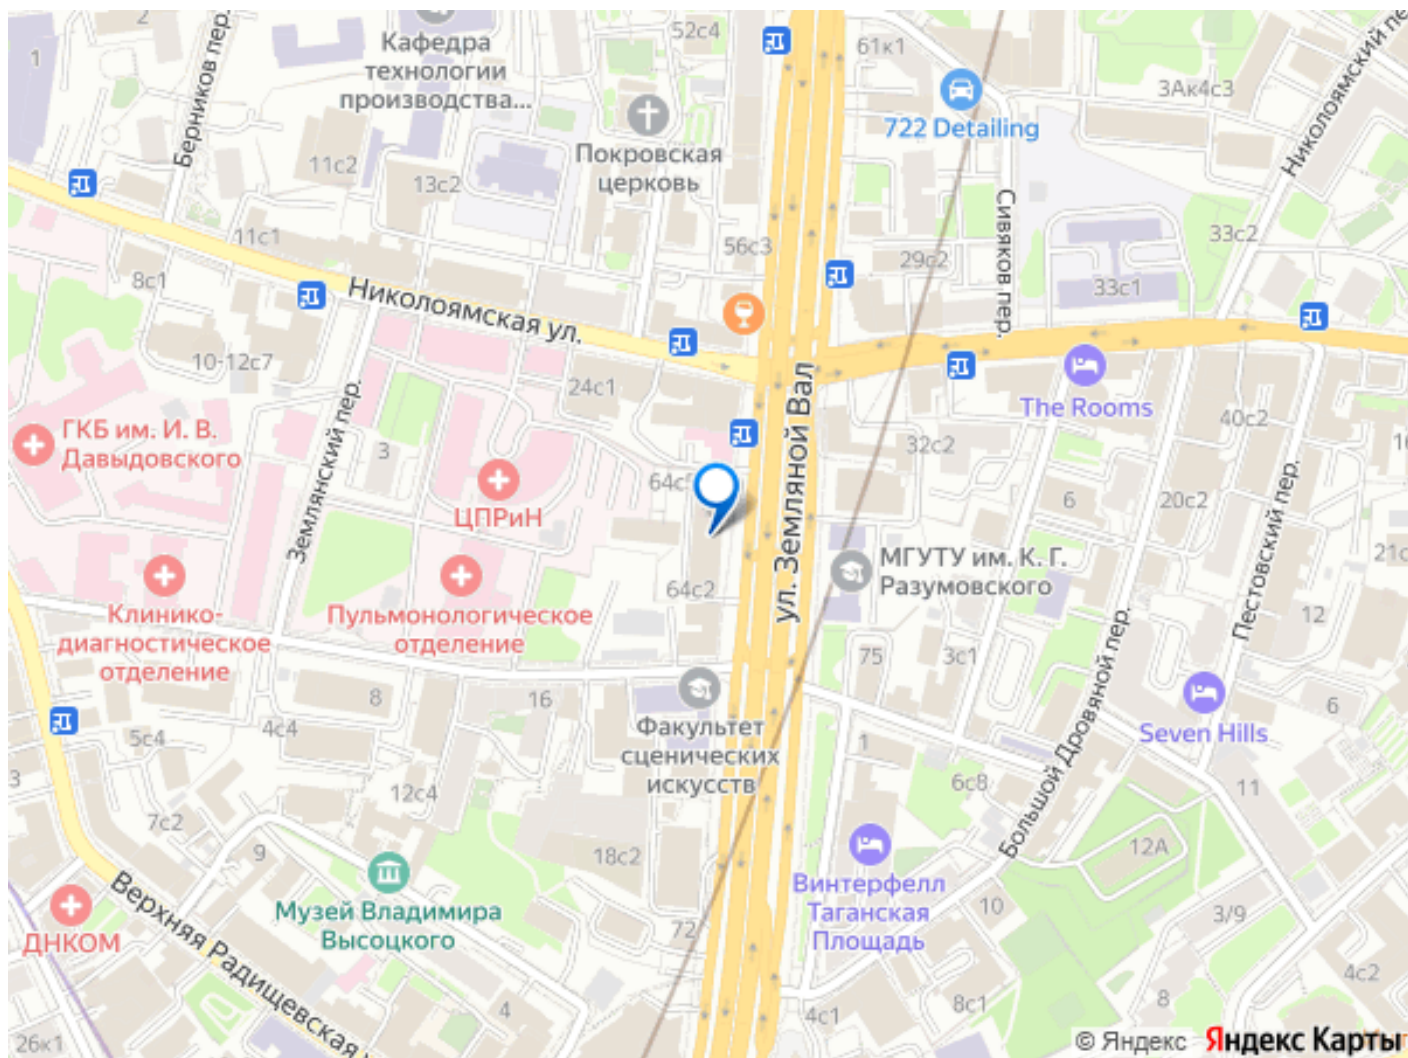 52с4
61к1
1
Кафедра
технологии
производства...
3Ак4с3
Николоямский пе
Берников пер.
722 Detailing
Покровская
церковь
11с2
13с2
Сивяков пер.
11с1
56с3
33с2
29с2
8с1
33с1
Николоямская ул.
10-12с7
24с1
ул. Земляной Вал
The Rooms
40с2
ГКБ им. И. В.
Давыдовского
3
32с2
16
Землянский пер.
64с
6
20с2
ЦПРиН
Пестовский пер.
21с
МГУТУ им. К. Г.
Разумовского
64с2
Клинико-
диагностическое
отделение
Пульмонологическое
отделение
12
75
3с1
Большой Дровяной пер.
8
16
6
4с4
5с4
Факультет
сценических
искусств
Seven Hills
1
3
6с8
11
12с4
7с2
9
18с2
12А
Музей Владимира
Высоцкого
Винтерфелл
Таганская
Площадь
ДНКОМ
Верхняя Радищевская
72
10
3/9
4с2
4
8с1
8
4с1
26к1
© Яндекс Яндекс Карты